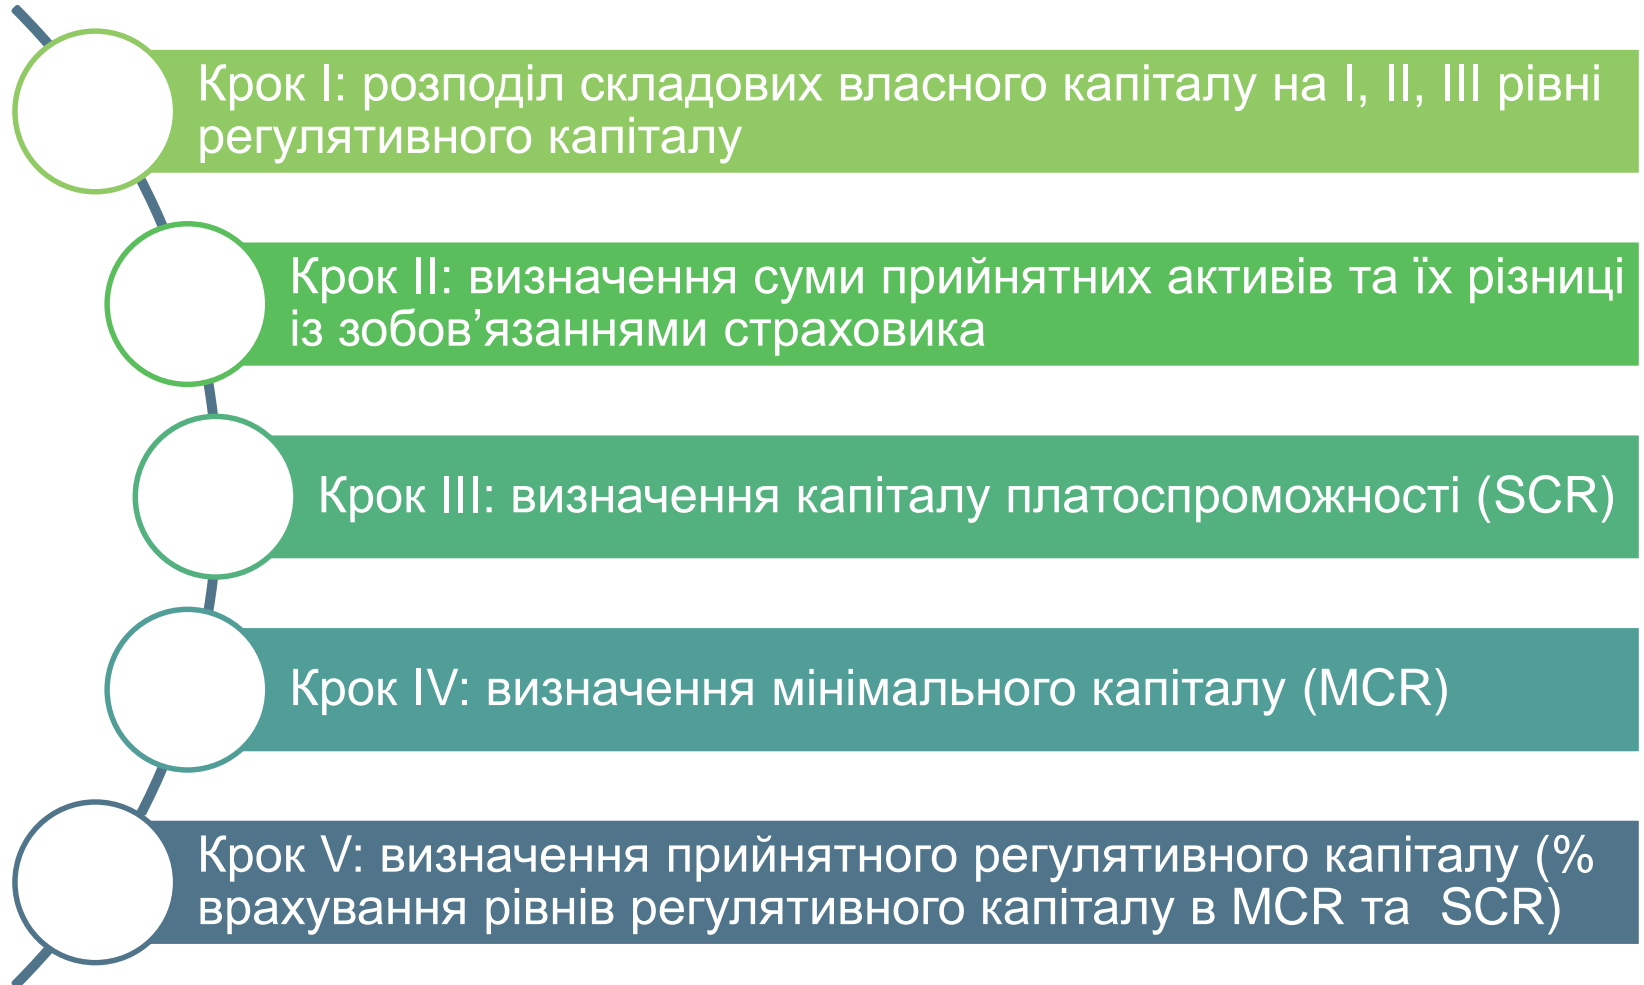 Крок I: розподіл складових власного капіталу на I, II, III рівні
регулятивного капіталу
Крок II: визначення суми прийнятних активів та їх різниці
із зобов’язаннями страховика
Крок III: визначення капіталу платоспроможності (SCR)
Крок IV: визначення мінімального капіталу (MCR)
Крок V: визначення прийнятного регулятивного капіталу (%
врахування рівнів регулятивного капіталу в MCR та  SCR)